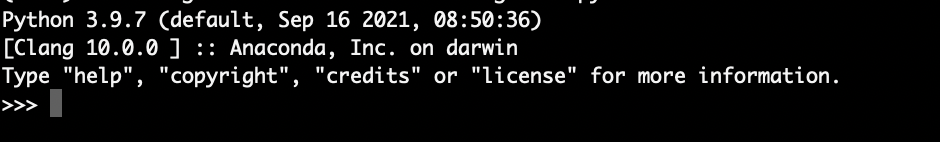 Python 3.9.7 (default, Sep 16 2021, 08:50:36)
[Clang 10.0.0 ] :: Anaconda, Inc. on darwin
Type "help", "copyright", "credits" or "license" for more information.
>>>